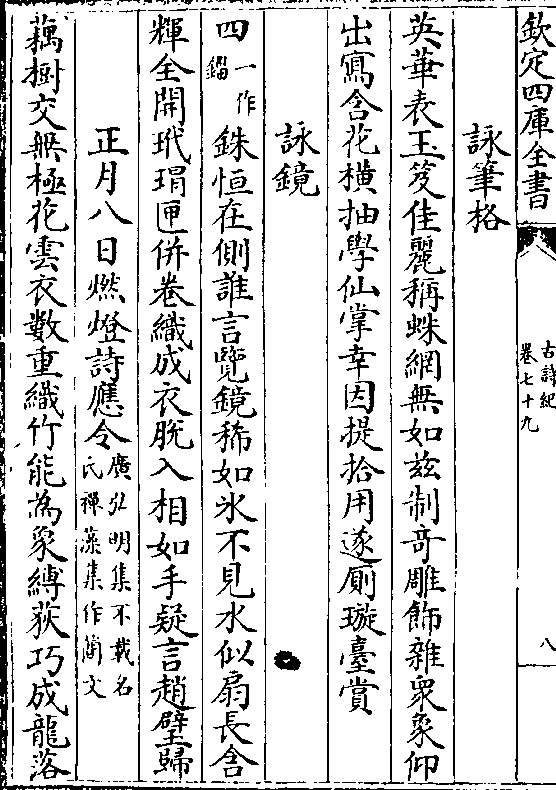 欽定四庫全書
古詩紀
卷七十九
八
詠筆格
英華表玉笈佳麗稱蛛網無如茲制奇雕飾雜眾象仰
出寫含花橫抽學仙掌幸因提拾用遂厠璇臺賞
詠鏡
四一作錙銖恒在側誰言覽鏡稀如氷不見水似扇長含
輝全開玳瑁匣併卷織成衣脫入相如手疑言趙璧歸
正月八日燃燈詩應令廣弘明集不載名氏禪藻集作蕳文
藕樹交無極花雲衣數重織竹能為象縛荻巧成龍落